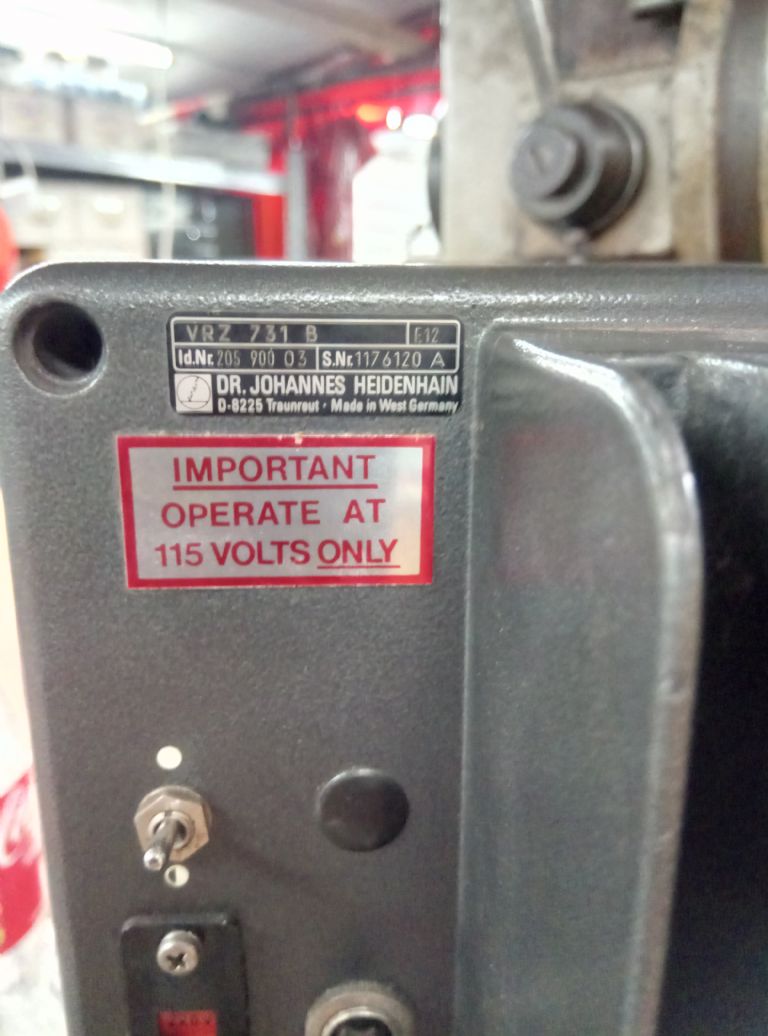 VRZ 731 B E12
Id.Nr. 205 900 03 S.Nr. 1176120 A
DR. JOHANNES HEIDENHAIN
D-8225 Traunreut · Made in West Germany
IMPORTANT
OPERATE AT
115 VOLTS ONLY